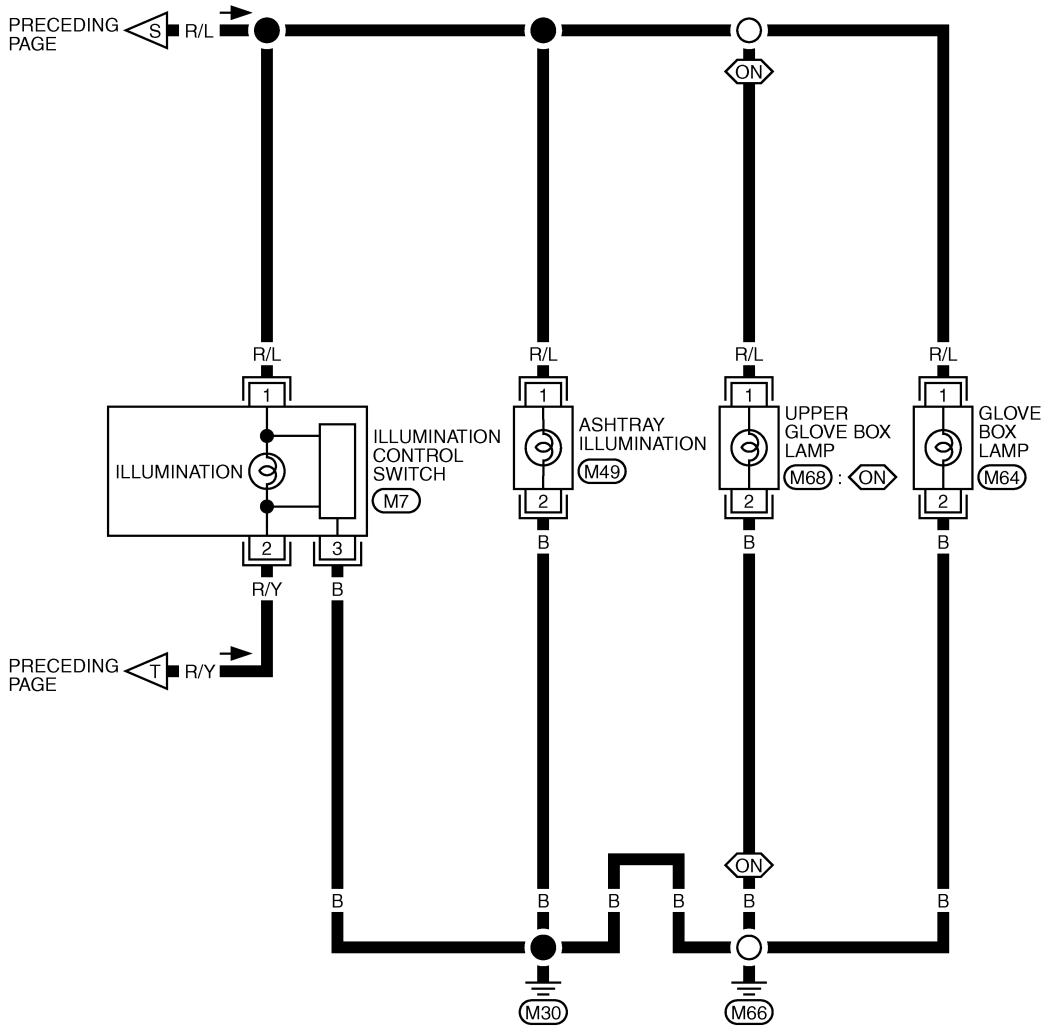 PRECEDING
PAGE
S
R/L
ON
R/L
R/L
R/L
R/L
1
1
1
1
ILLUMINATION
ILLUMINATION
CONTROL
SWITCH
M7
ASHTRAY
ILLUMINATION
M49
UPPER
GLOVE BOX
LAMP
M68 : ON
GLOVE
BOX
LAMP
M64
2
2
2
B
B
B
2
3
R/Y
B
PRECEDING
PAGE
T
R/Y
ON
B
B
B
B
B
B
M30
M66